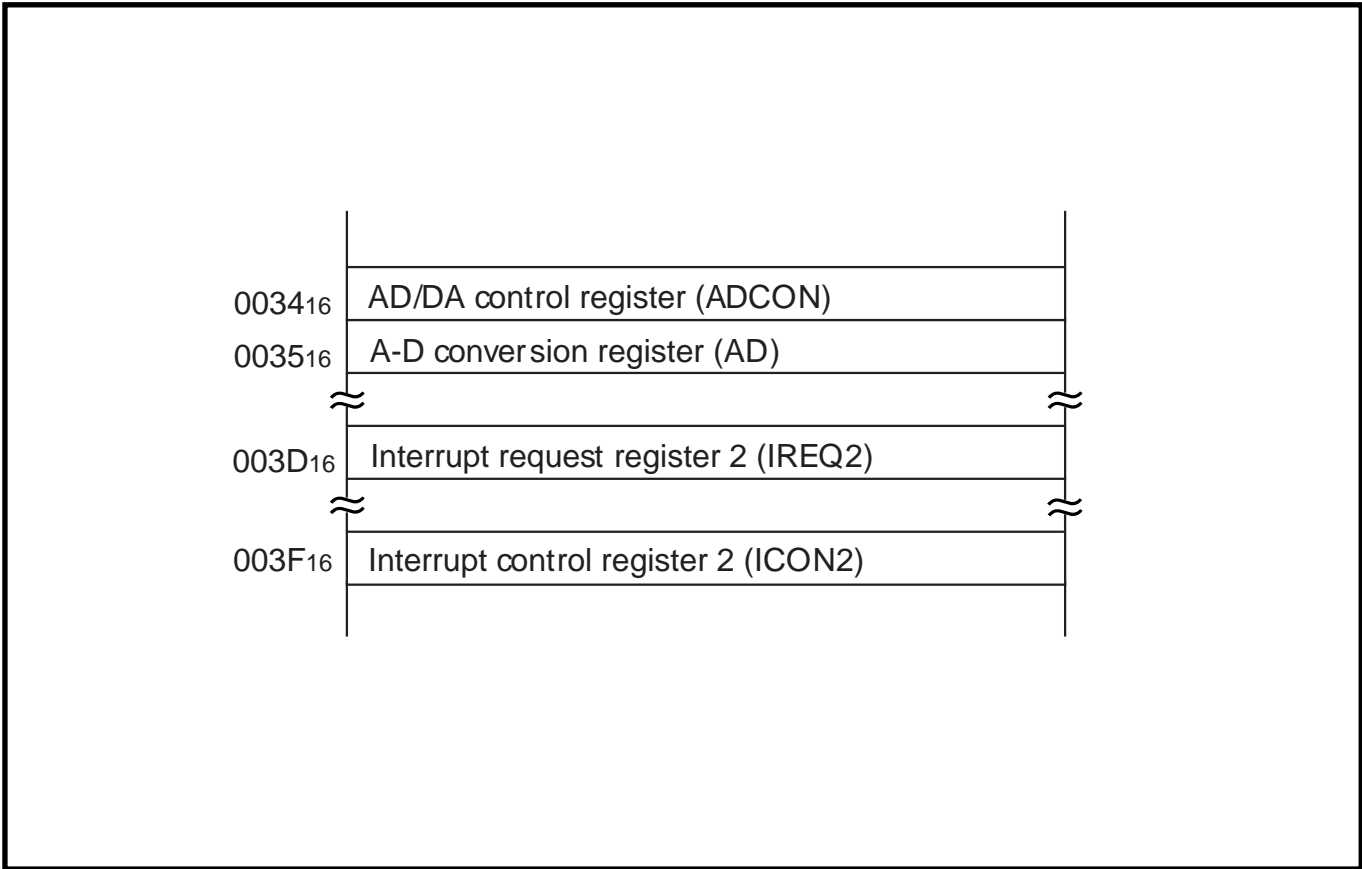 0034₁₆ AD/DA control register (ADCON)
0035₁₆ A-D conversion register (AD)
003D₁₆ Interrupt request register 2 (IREQ2)
003F₁₆ Interrupt control register 2 (ICON2)